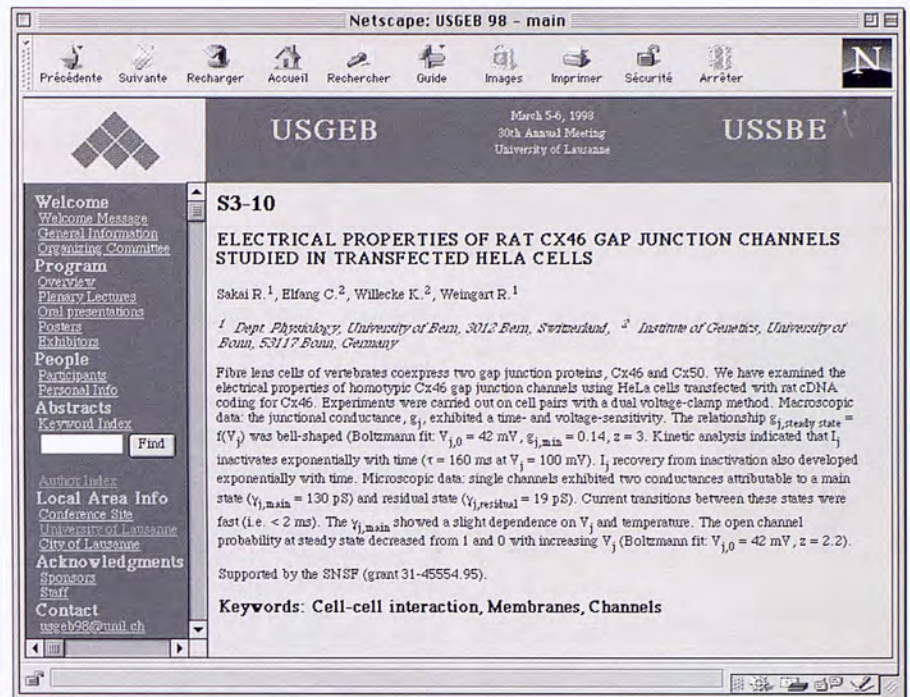 Netscape: USGEB 98 – main
Précédente Suivante Recharger Accueil Rechercher Guide Images Imprimer Sécurité Arrêter
N
USGEB
March 5-6, 1998
30th Annual Meeting
University of Lausanne
USSBE
Welcome
Welcome Message
General Information
Organizing Committee
Program
Overview
Plenary Lectures
Oral presentations
Posters
Exhibitors
People
Participants
Personal Info
Abstracts
Keyword Index
Find
Author Index
Local Area Info
Conference Site
University of Lausanne
City of Lausanne
Acknowledgments
Sponsors
Staff
Contact
usgeb98@unil.ch
S3-10
ELECTRICAL PROPERTIES OF RAT CX46 GAP JUNCTION CHANNELS
STUDIED IN TRANSFECTED HELA CELLS
Sakai R.1, Elfang C.2, Willecke K.2, Weingart R.1
1 Dept. Physiology, University of Bern, 3012 Bern, Switzerland, 2 Institute of Genetics, University of
Bonn, 53117 Bonn, Germany
Fibre lens cells of vertebrates coexpress two gap junction proteins, Cx46 and Cx50. We have examined the
electrical properties of homotypic Cx46 gap junction channels using HeLa cells transfected with rat cDNA
coding for Cx46. Experiments were carried out on cell pairs with a dual voltage-clamp method. Macroscopic
data: the junctional conductance, gj, exhibited a time- and voltage-sensitivity. The relationship gj,steady state =
f(Vj) was bell-shaped (Boltzmann fit: Vj,0 = 42 mV, gj,min = 0.14, z = 3. Kinetic analysis indicated that Ij
inactivates exponentially with time (τ = 160 ms at Vj = 100 mV). Ij recovery from inactivation also developed
exponentially with time. Microscopic data: single channels exhibited two conductances attributable to a main
state (γj,main = 130 pS) and residual state (γj,residual = 19 pS). Current transitions between these states were
fast (i.e. < 2 ms). The γj,main showed a slight dependence on Vj and temperature. The open channel
probability at steady state decreased from 1 and 0 with increasing Vj (Boltzmann fit: Vj,0 = 42 mV, z = 2.2).
Supported by the SNSF (grant 31-45554.95).
Keywords: Cell-cell interaction, Membranes, Channels